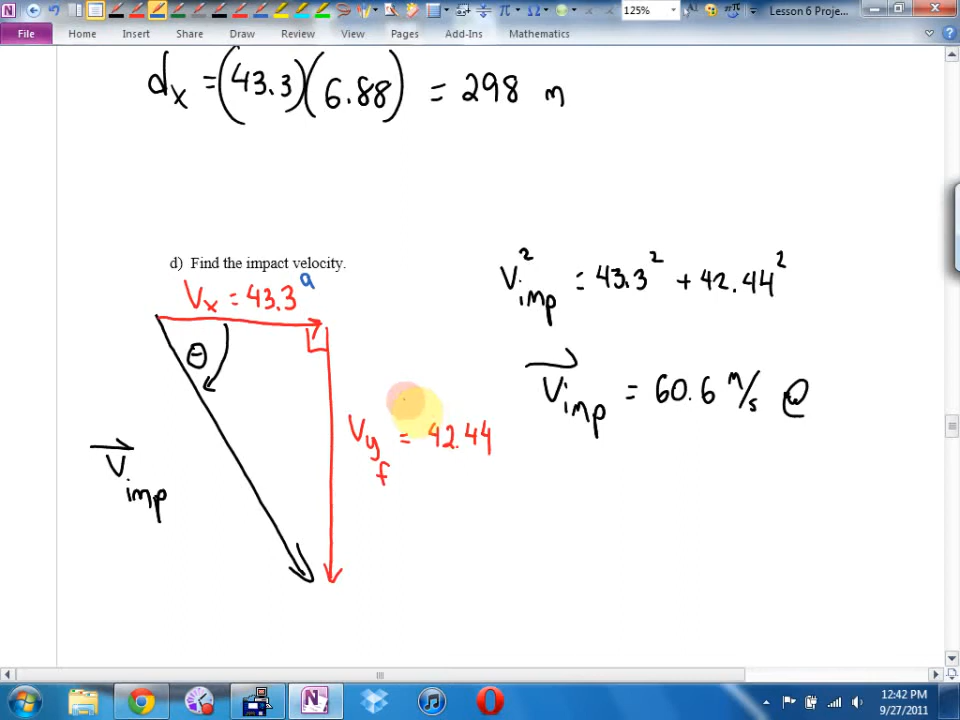 125% Lesson 6 Proje...
File Home Insert Share Draw Review View Pages Add-Ins Mathematics
dx = (43.3)(6.88) = 298 m
d) Find the impact velocity.
Vx = 43.3 a
V²imp = 43.3² + 42.44²
θ
Vimp = 60.6 m/s @
Vyf = 42.44
Vimp
12:42 PM
9/27/2011